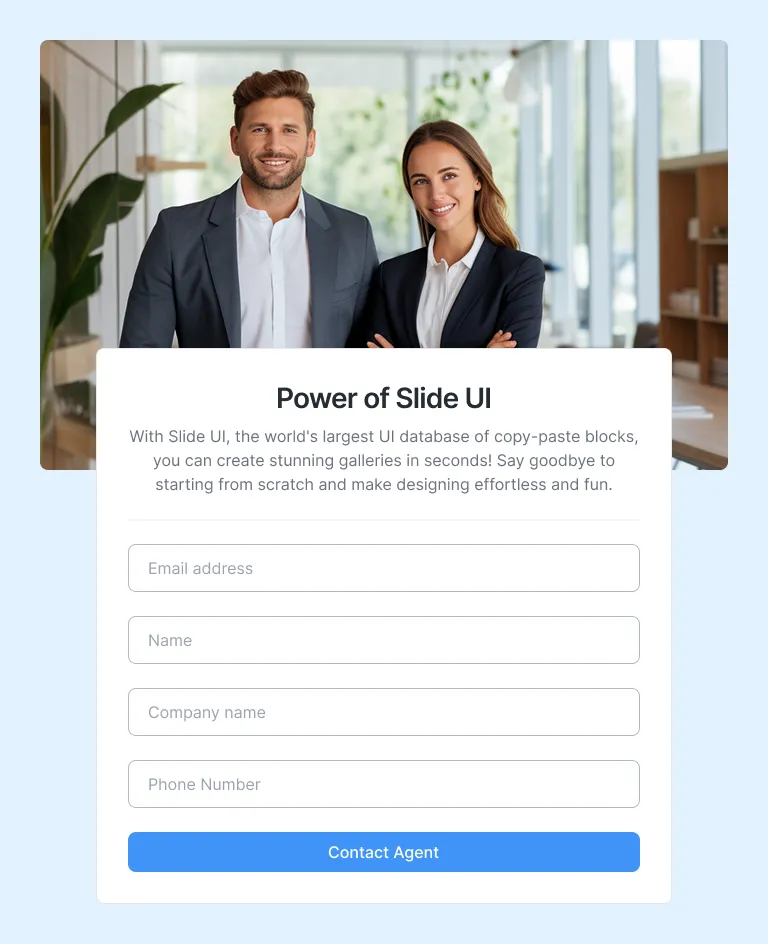 Power of Slide UI
With Slide UI, the world's largest UI database of copy-paste blocks,
you can create stunning galleries in seconds! Say goodbye to
starting from scratch and make designing effortless and fun.
Email address
Name
Company name
Phone Number
Contact Agent